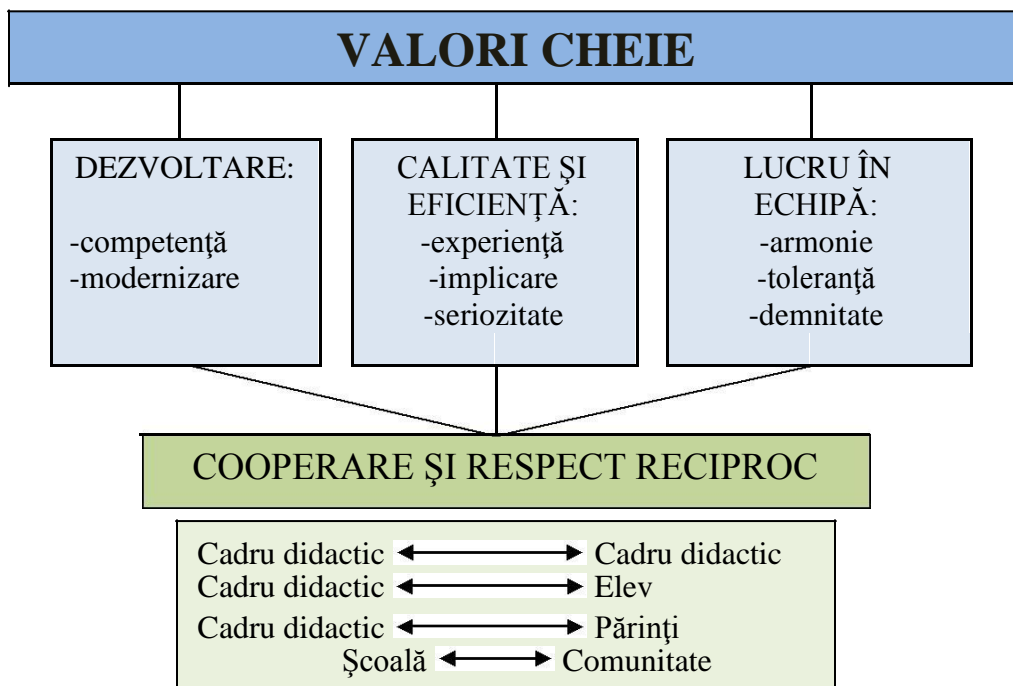 VALORI CHEIE
DEZVOLTARE:
-competenţă
-modernizare
CALITATE ŞI
EFICIENŢĂ:
-experienţă
-implicare
-seriozitate
LUCRU ÎN
ECHIPĂ:
-armonie
-toleranţă
-demnitate
COOPERARE ŞI RESPECT RECIPROC
Cadru didactic Cadru didactic
Cadru didactic Elev
Cadru didactic Părinţi
Şcoală Comunitate